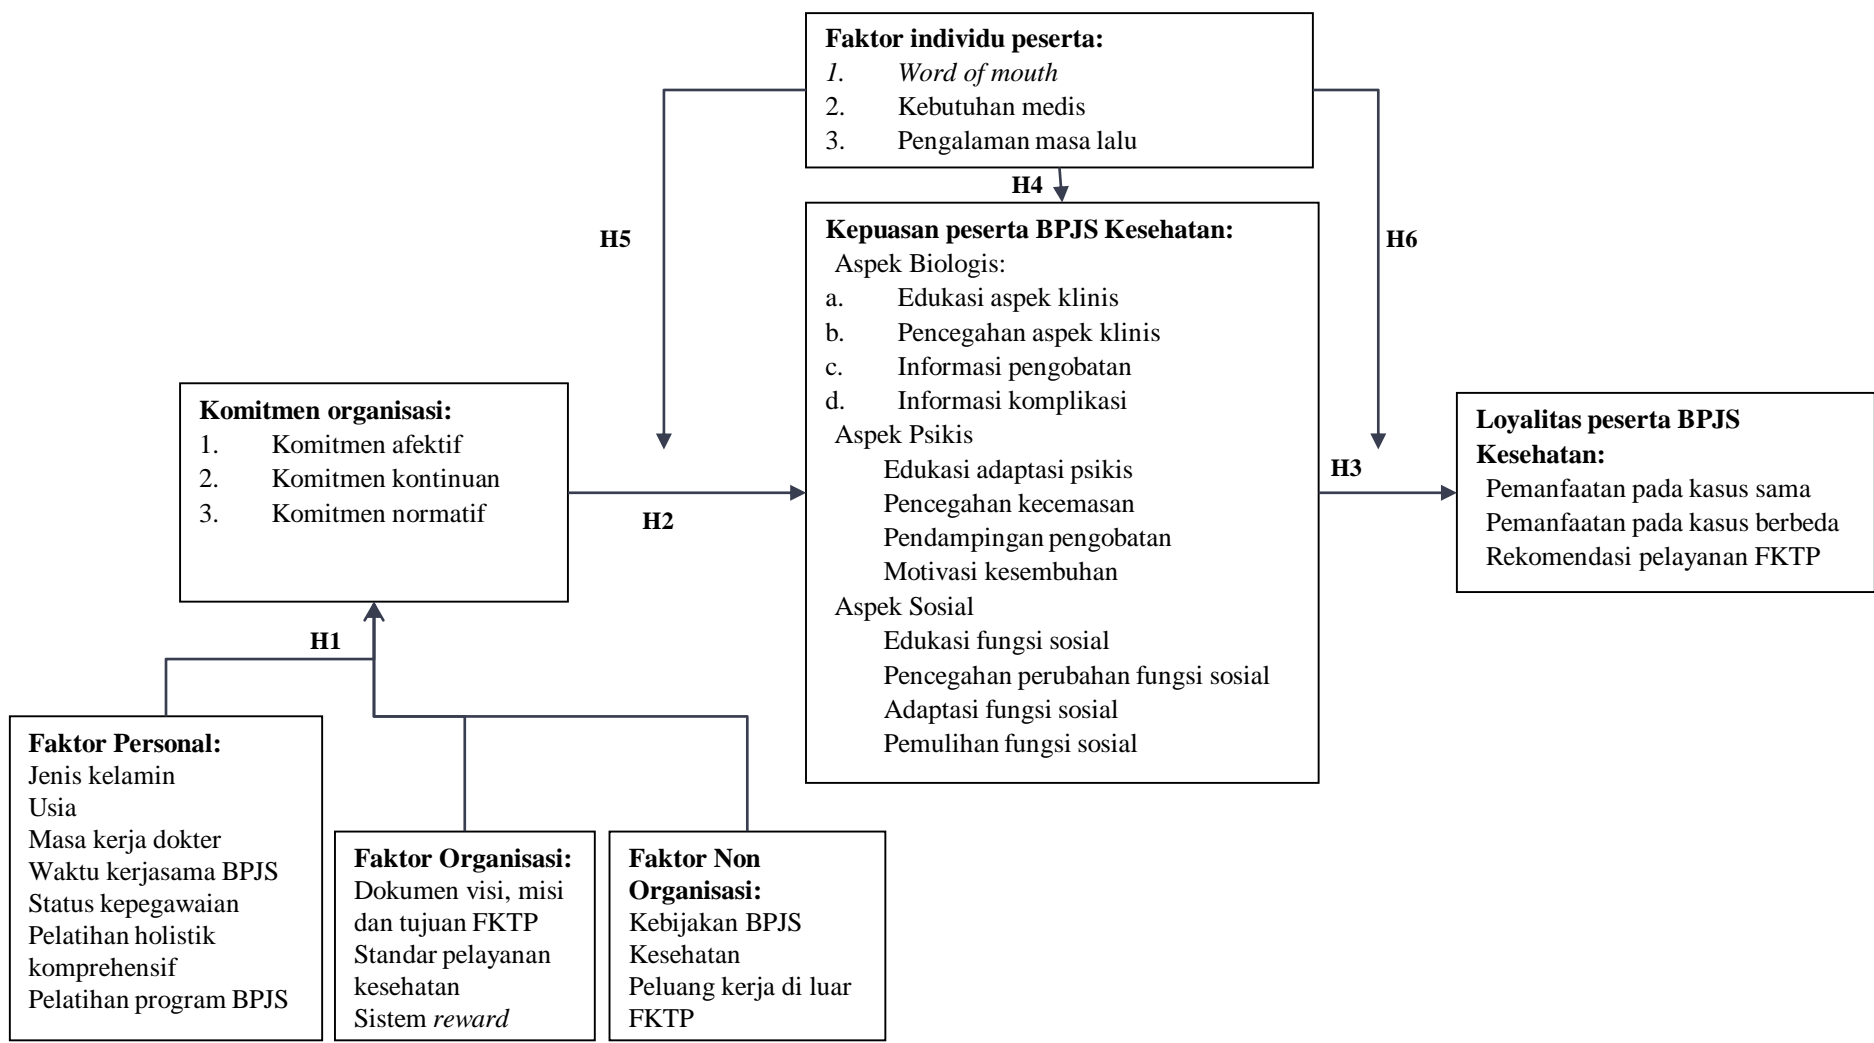 Faktor individu peserta:
1. Word of mouth
2. Kebutuhan medis
3. Pengalaman masa lalu
H4
H5
H6
Kepuasan peserta BPJS Kesehatan:
Aspek Biologis:
a. Edukasi aspek klinis
b. Pencegahan aspek klinis
c. Informasi pengobatan
d. Informasi komplikasi
Aspek Psikis
Edukasi adaptasi psikis
Pencegahan kecemasan
Pendampingan pengobatan
Motivasi kesembuhan
Aspek Sosial
Edukasi fungsi sosial
Pencegahan perubahan fungsi sosial
Adaptasi fungsi sosial
Pemulihan fungsi sosial
Komitmen organisasi:
1. Komitmen afektif
2. Komitmen kontinuan
3. Komitmen normatif
H2
H3
Loyalitas peserta BPJS
Kesehatan:
Pemanfaatan pada kasus sama
Pemanfaatan pada kasus berbeda
Rekomendasi pelayanan FKTP
H1
Faktor Personal:
Jenis kelamin
Usia
Masa kerja dokter
Waktu kerjasama BPJS
Status kepegawaian
Pelatihan holistik
komprehensif
Pelatihan program BPJS
Faktor Organisasi:
Dokumen visi, misi
dan tujuan FKTP
Standar pelayanan
kesehatan
Sistem reward
Faktor Non
Organisasi:
Kebijakan BPJS
Kesehatan
Peluang kerja di luar
FKTP